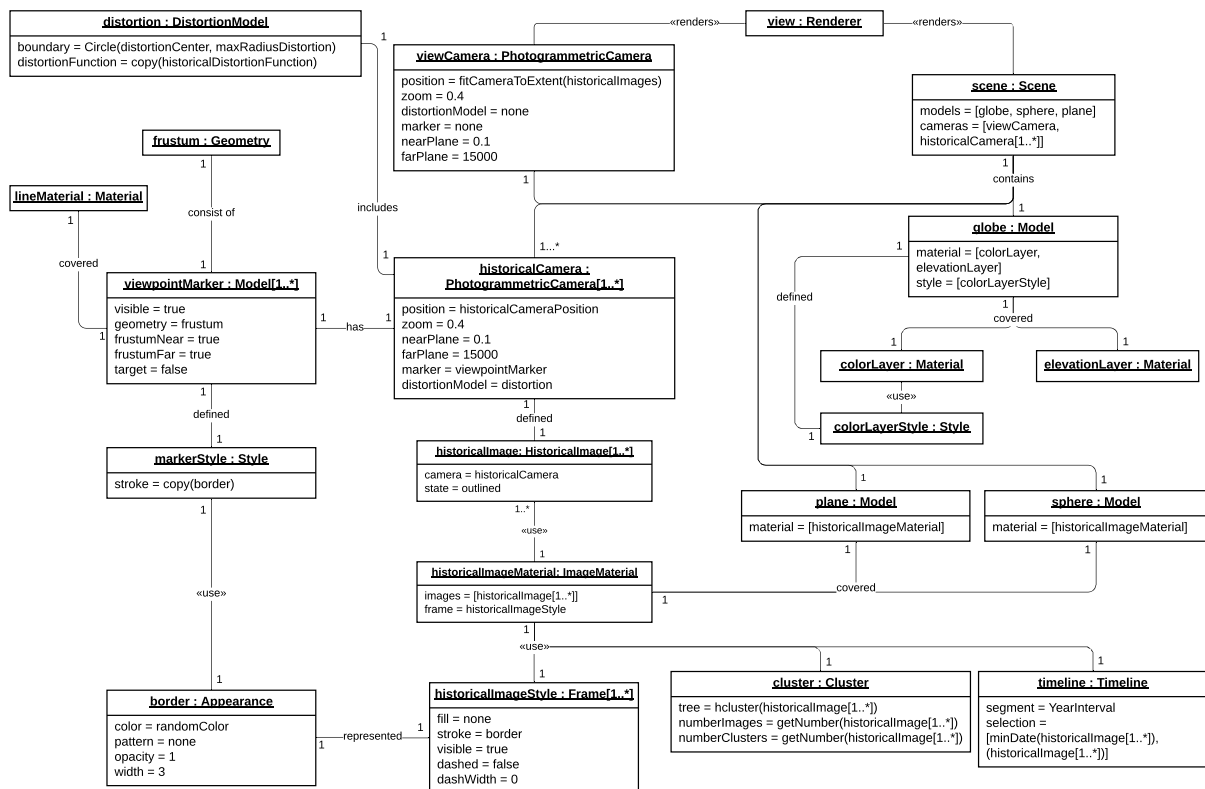 distortion : DistortionModel
boundary = Circle(distortionCenter, maxRadiusDistortion)
distortionFunction = copy(historicalDistortionFunction)
1
«renders»
view : Renderer
«renders»
viewCamera : PhotogrammetricCamera
position = fitCameraToExtent(historicalImages)
zoom = 0.4
distortionModel = none
marker = none
nearPlane = 0.1
farPlane = 15000
1
scene : Scene
models = [globe, sphere, plane]
cameras = [viewCamera,
historicalCamera[1..*]]
1
contains
1
frustum : Geometry
1
consist of
1
lineMaterial : Material
1
covered
1
includes
1
1...*
globe : Model
material = [colorLayer,
elevationLayer]
style = [colorLayerStyle]
1
1
defined
covered
1
1
viewpointMarker : Model[1..*]
visible = true
geometry = frustum
frustumNear = true
frustumFar = true
target = false
1
1
has
1
historicalCamera :
PhotogrammetricCamera[1..*]
position = historicalCameraPosition
zoom = 0.4
nearPlane = 0.1
farPlane = 15000
marker = viewpointMarker
distortionModel = distortion
1
defined
1
colorLayer : Material
elevationLayer : Material
«use»
1
colorLayerStyle : Style
defined
1
markerStyle : Style
stroke = copy(border)
1
historicalImage: HistoricalImage[1..*]
camera = historicalCamera
state = outlined
1..*
«use»
1
1
1
plane : Model
material = [historicalImageMaterial]
1
sphere : Model
material = [historicalImageMaterial]
1
covered
1
historicalImageMaterial: ImageMaterial
images = [historicalImage[1..*]]
frame = historicalImageStyle
1
«use»
«use»
1
1
1
1
border : Appearance
color = randomColor
pattern = none
opacity = 1
width = 3
1
represented
1
historicalImageStyle : Frame[1..*]
fill = none
stroke = border
visible = true
dashed = false
dashWidth = 0
cluster : Cluster
tree = hcluster(historicalImage[1..*])
numberImages = getNumber(historicalImage[1..*])
numberClusters = getNumber(historicalImage[1..*])
timeline : Timeline
segment = YearInterval
selection =
[minDate(historicalImage[1..*]),
(historicalImage[1..*])]